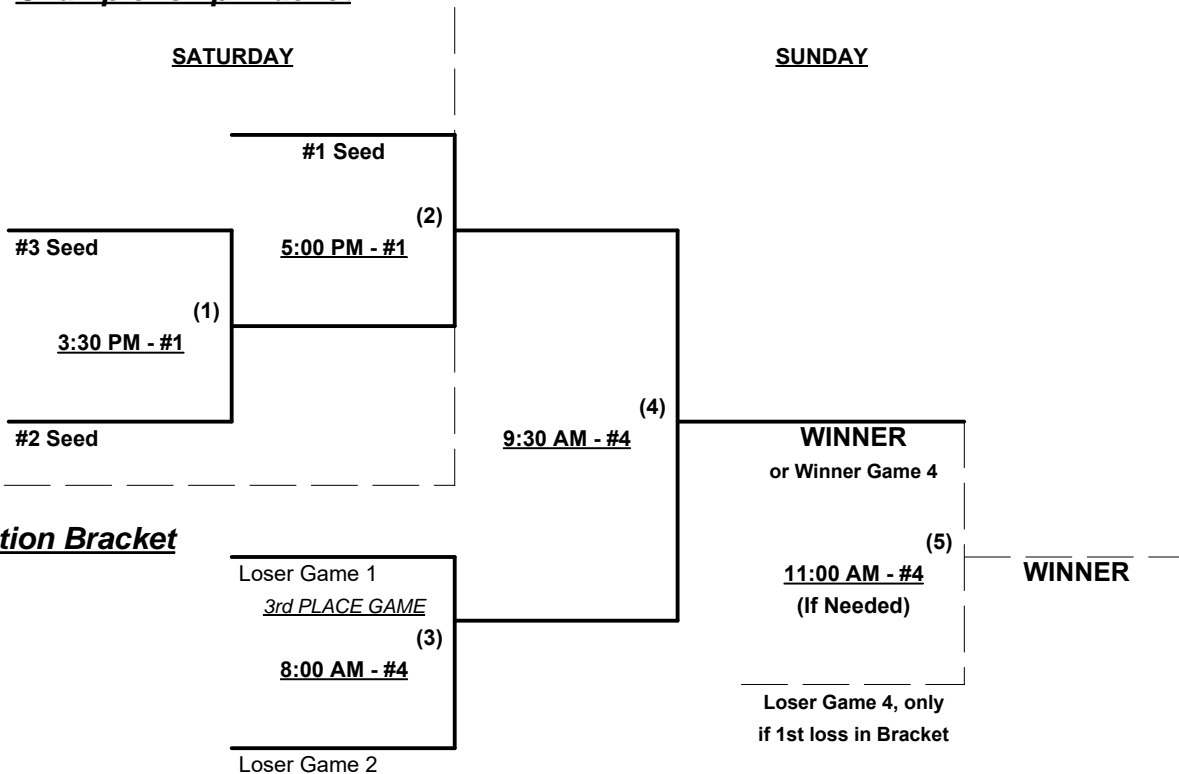 SATURDAY
SUNDAY
#1 Seed
(2)
#3 Seed
5:00 PM - #1
(1)
3:30 PM - #1
(4)
#2 Seed
9:30 AM - #4
WINNER
or Winner Game 4
tion Bracket
(5)
Loser Game 1
11:00 AM - #4
WINNER
3rd PLACE GAME
(If Needed)
(3)
8:00 AM - #4
Loser Game 4, only
if 1st loss in Bracket
Loser Game 2